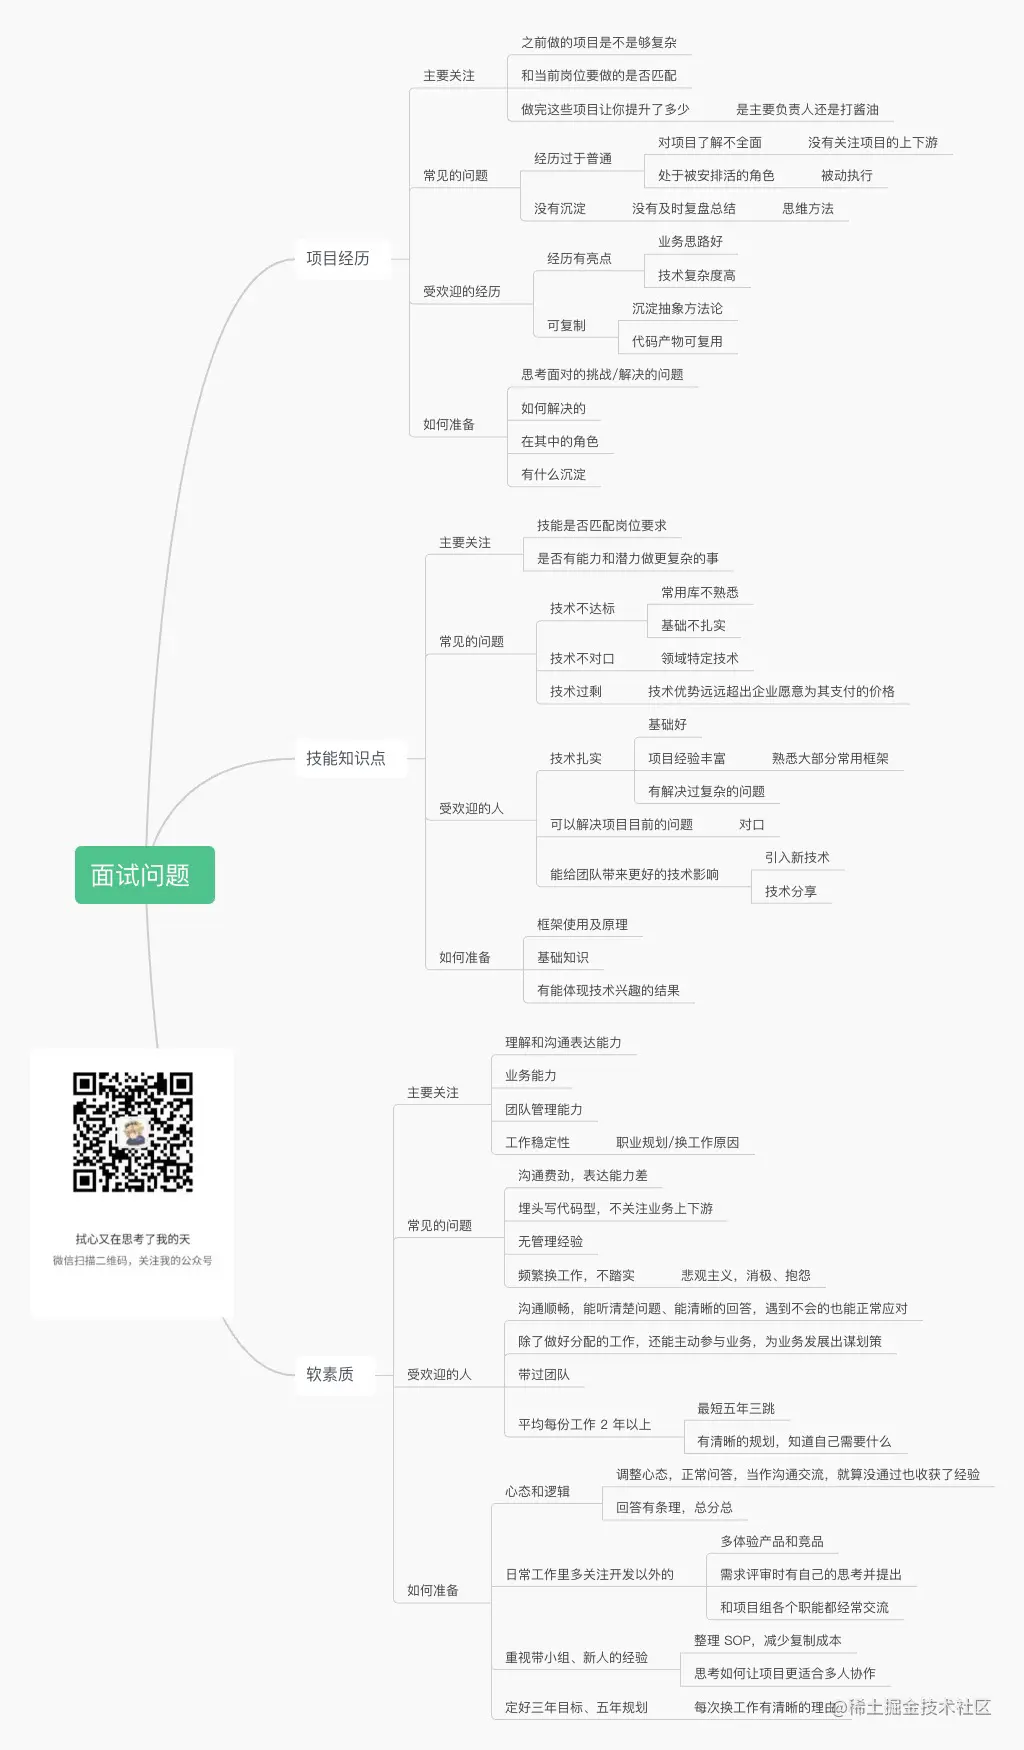 面试问题
项目经历
主要关注
之前做的项目是不是够复杂
和当前岗位要做的是否匹配
做完这些项目让你提升了多少
是主要负责人还是打酱油
常见的问题
经历过于普通
对项目了解不全面
没有关注项目的上下游
处于被安排活的角色
被动执行
没有沉淀
没有及时复盘总结
思维方法
受欢迎的经历
经历有亮点
业务思路好
技术复杂度高
可复制
沉淀抽象方法论
代码产物可复用
如何准备
思考面对的挑战/解决的问题
如何解决的
在其中的角色
有什么沉淀
技能知识点
主要关注
技能是否匹配岗位要求
是否有能力和潜力做更复杂的事
常见的问题
技术不达标
常用库不熟悉
基础不扎实
技术不对口
领域特定技术
技术过剩
技术优势远远超出企业愿意为其支付的价格
受欢迎的人
技术扎实
基础好
项目经验丰富
熟悉大部分常用框架
有解决过复杂的问题
可以解决项目目前的问题
对口
能给团队带来更好的技术影响
引入新技术
技术分享
如何准备
框架使用及原理
基础知识
有能体现技术兴趣的结果
拭心又在思考了我的天
微信扫描二维码，关注我的公众号
软素质
主要关注
理解和沟通表达能力
业务能力
团队管理能力
工作稳定性
职业规划/换工作原因
常见的问题
沟通费劲，表达能力差
埋头写代码型，不关注业务上下游
无管理经验
频繁换工作，不踏实
悲观主义，消极、抱怨
受欢迎的人
沟通顺畅，能听清楚问题、能清晰的回答，遇到不会的也能正常应对
除了做好分配的工作，还能主动参与业务，为业务发展出谋划策
带过团队
平均每份工作 2 年以上
最短五年三跳
有清晰的规划，知道自己需要什么
如何准备
心态和逻辑
调整心态，正常问答，当作沟通交流，就算没通过也收获了经验
回答有条理，总分总
日常工作里多关注开发以外的
多体验产品和竞品
需求评审时有自己的思考并提出
和项目组各个职能都经常交流
重视带小组、新人的经验
整理 SOP，减少复制成本
思考如何让项目更适合多人协作
定好三年目标、五年规划
每次换工作有清晰的理由
@稀土掘金技术社区